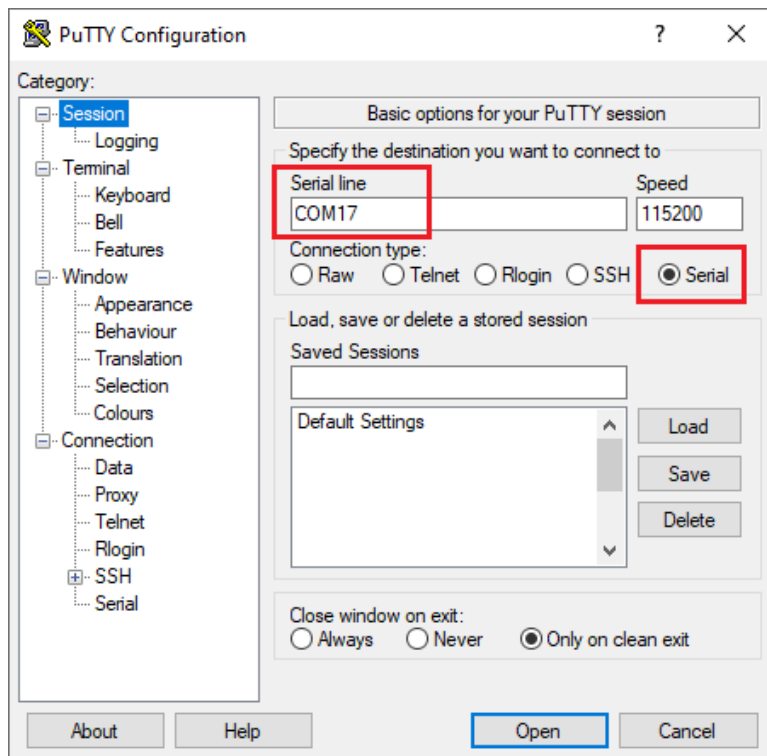 PuTTY Configuration
?
Category:
Session
Logging
Terminal
Keyboard
Bell
Features
Window
Appearance
Behaviour
Translation
Selection
Colours
Connection
Data
Proxy
Telnet
Rlogin
SSH
Serial
Basic options for your PuTTY session
Specify the destination you want to connect to
Serial line Speed
COM17 115200
Connection type:
Raw Telnet Rlogin SSH Serial
Load, save or delete a stored session
Saved Sessions
Default Settings
Load
Save
Delete
Close window on exit:
Always Never Only on clean exit
About Help Open Cancel